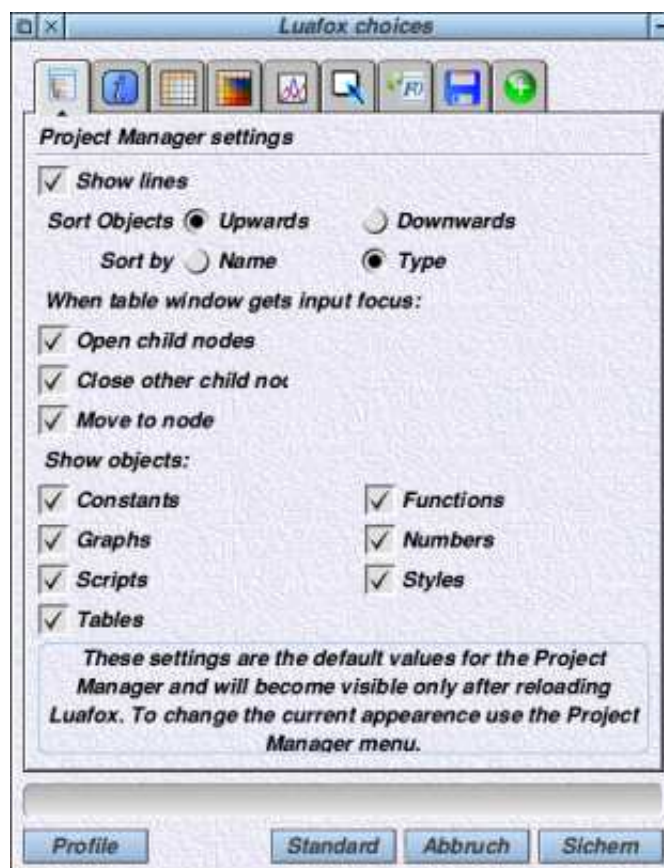 Luafox choices
Project Manager settings
Show lines
Sort Objects Upwards Downwards
Sort by Name Type
When table window gets input focus:
Open child nodes
Close other child noc
Move to node
Show objects:
Constants Functions
Graphs Numbers
Scripts Styles
Tables
These settings are the default values for the Project
Manager and will become visible only after reloading
Luafox. To change the current appearence use the Project
Manager menu.
Profile Standard Abbruch Sichern